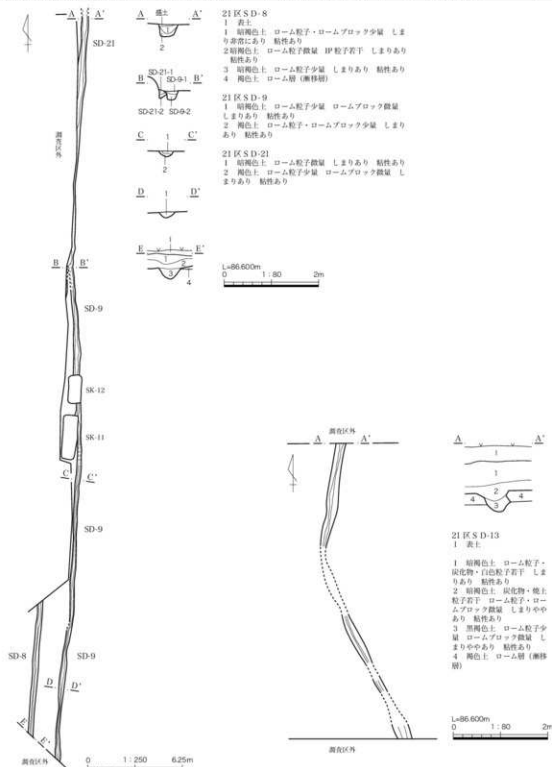 A
A'
SD-21
調査区外
B
B'
SD-9
SK-12
SK-11
C
C'
SD-9
SD-8
SD-9
D
D'
E
E'
調査区外
0 1:250 6.25m
A 盛土 A'
1
2
SD-21-1
B SD-9-1 B'
SD-21-2 SD-9-2
C 1 C'
2
D 1 D'
E 1 E'
1 2
3
4
21区ＳＤ-8
1 表土
1 暗褐色土 ローム粒子・ロームブロック少量 しま
り非常にあり 粘性あり
2 暗褐色土 ローム粒子微量 IP粒子若干 しまりあり
粘性あり
3 暗褐色土 ローム粒子少量 しまりあり 粘性あり
4 褐色土 ローム層（漸移層）
21区ＳＤ-9
1 暗褐色土 ローム粒子少量 ロームブロック微量
しまりあり 粘性あり
2 褐色土 ローム粒子・ロームブロック少量 しまり
あり 粘性あり
21区ＳＤ-21
1 暗褐色土 ローム粒子微量 しまりあり 粘性あり
2 褐色土 ローム粒子少量 ロームブロック微量 し
まりあり 粘性あり
L=86.600m
0 1:80 2m
調査区外
A A'
調査区外
A A'
1
1
2
4 3 4
21区ＳＤ-13
1 表土
1 暗褐色土 ローム粒子・
炭化物・白色粒子若干 しま
りあり 粘性あり
2 暗褐色土 炭化物・焼土
粒子若干 ローム粒子・ロー
ムブロック微量 しまりやや
あり 粘性あり
3 黒褐色土 ローム粒子少
量 ロームブロック微量 し
まりややあり 粘性あり
4 褐色土 ローム層（漸移
層）
L=86.600m
0 1:80 2m